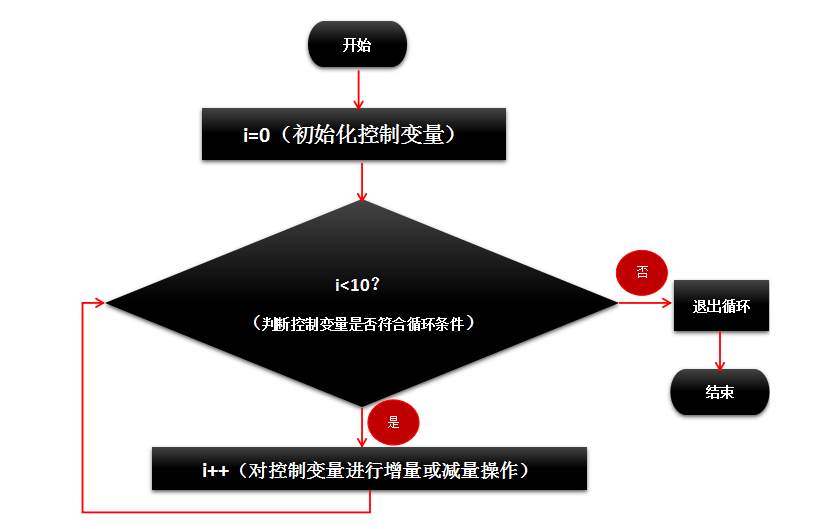 开始
i=0（初始化控制变量）
i<10?
（判断控制变量是否符合循环条件）
否
退出循环
结束
是
i++（对控制变量进行增量或减量操作）